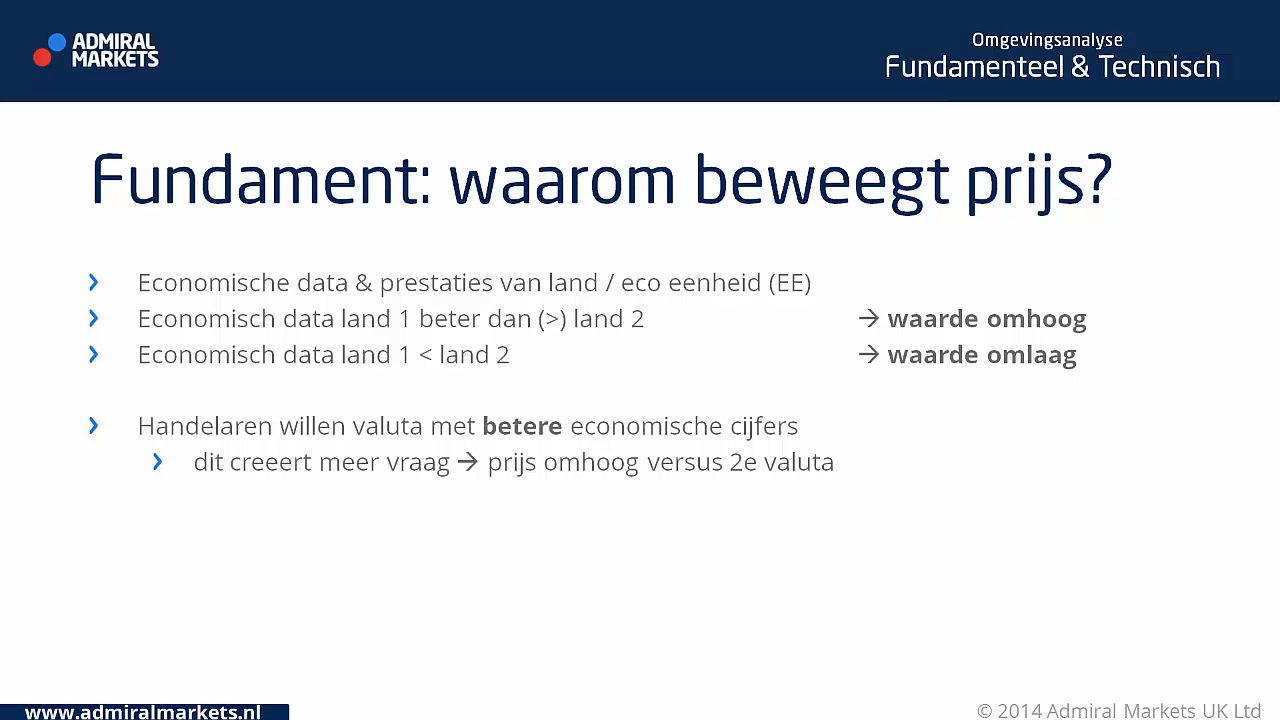 ADMIRAL
MARKETS
Omgevingsanalyse
Fundamenteel & Technisch
Fundament: waarom beweegt prijs?
Economische data & prestaties van land / eco eenheid (EE)
Economisch data land 1 beter dan (>) land 2 → waarde omhoog
Economisch data land 1 < land 2 → waarde omlaag
Handelaren willen valuta met betere economische cijfers
dit creeert meer vraag → prijs omhoog versus 2e valuta
www.admiralmarkets.nl
© 2014 Admiral Markets UK Ltd